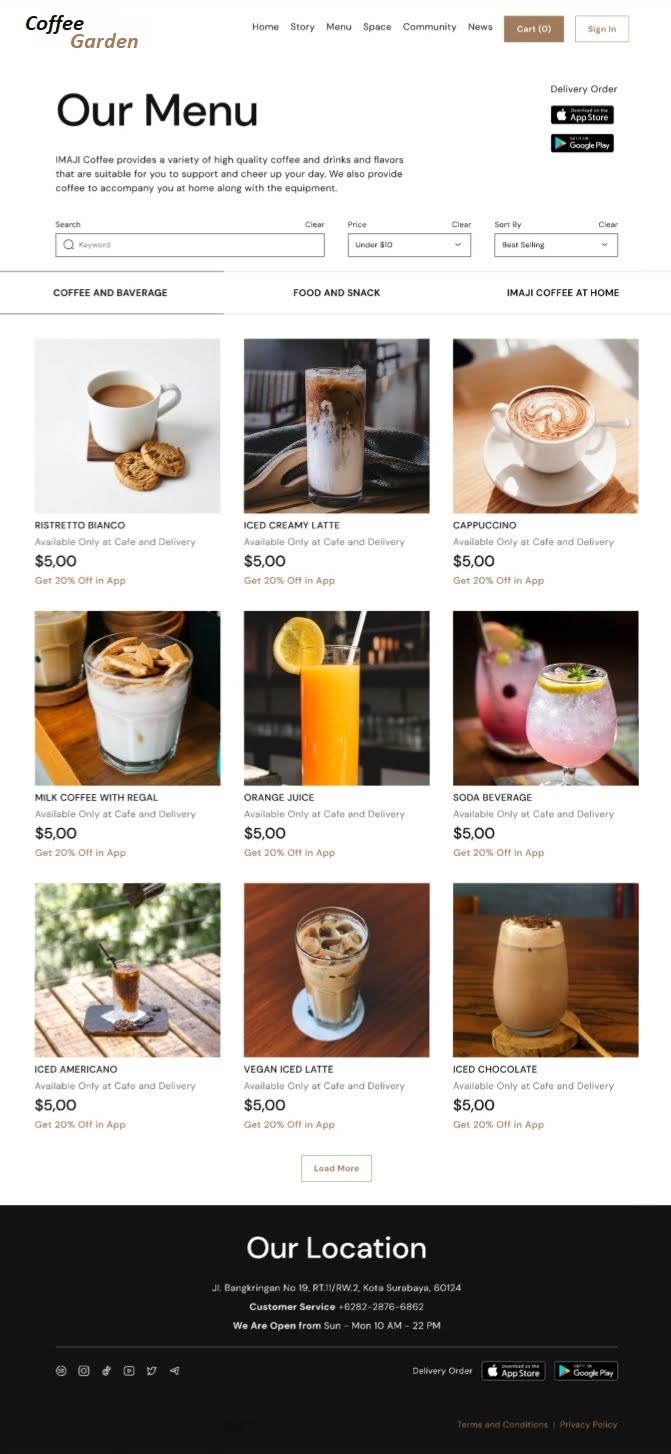 Coffee
Garden
Home Story Menu Space Community News Cart (0) Sign In
Our Menu
Delivery Order
Download on the
App Store
GET IT ON
Google Play
IMAJI Coffee provides a variety of high quality coffee and drinks and flavors
that are suitable for you to support and cheer up your day. We also provide
coffee to accompany you at home along with the equipment.
Search Clear Price Clear Sort By Clear
Keyword Under $10 Best Selling
COFFEE AND BAVERAGE FOOD AND SNACK IMAJI COFFEE AT HOME
RISTRETTO BIANCO ICED CREAMY LATTE CAPPUCCINO
Available Only at Cafe and Delivery Available Only at Cafe and Delivery Available Only at Cafe and Delivery
$5,00 $5,00 $5,00
Get 20% Off in App Get 20% Off in App Get 20% Off in App
MILK COFFEE WITH REGAL ORANGE JUICE SODA BEVERAGE
Available Only at Cafe and Delivery Available Only at Cafe and Delivery Available Only at Cafe and Delivery
$5,00 $5,00 $5,00
Get 20% Off in App Get 20% Off in App Get 20% Off in App
ICED AMERICANO VEGAN ICED LATTE ICED CHOCOLATE
Available Only at Cafe and Delivery Available Only at Cafe and Delivery Available Only at Cafe and Delivery
$5,00 $5,00 $5,00
Get 20% Off in App Get 20% Off in App Get 20% Off in App
Load More
Our Location
Jl. Bangkringan No 19, RT.11/RW.2, Kota Surabaya, 60124
Customer Service +6282-2876-6862
We Are Open from Sun - Mon 10 AM - 22 PM
Delivery Order Download on the App Store GET IT ON Google Play
Terms and Conditions | Privacy Policy